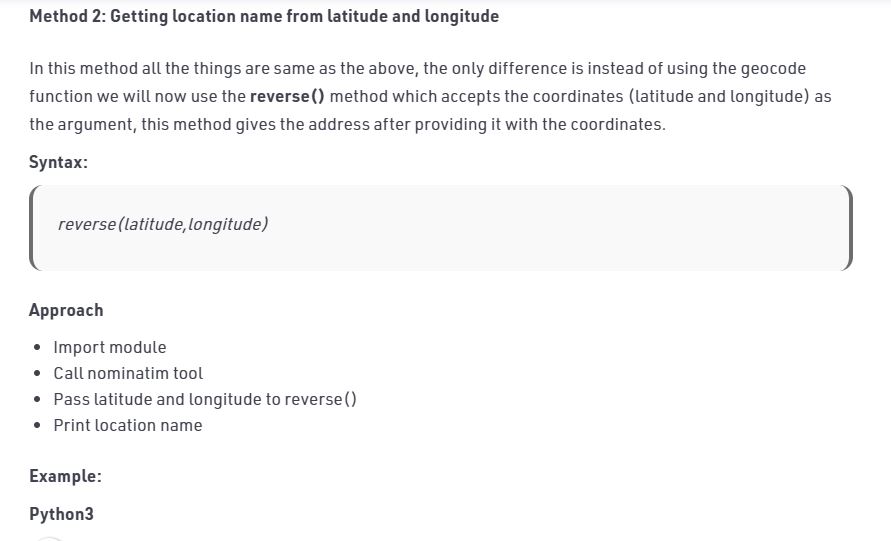 Method 2: Getting location name from latitude and longitude
In this method all the things are same as the above, the only difference is instead of using the geocode
function we will now use the reverse() method which accepts the coordinates (latitude and longitude) as
the argument, this method gives the address after providing it with the coordinates.
Syntax:
reverse(latitude,longitude)
Approach
• Import module
• Call nominatim tool
• Pass latitude and longitude to reverse()
• Print location name
Example:
Python3